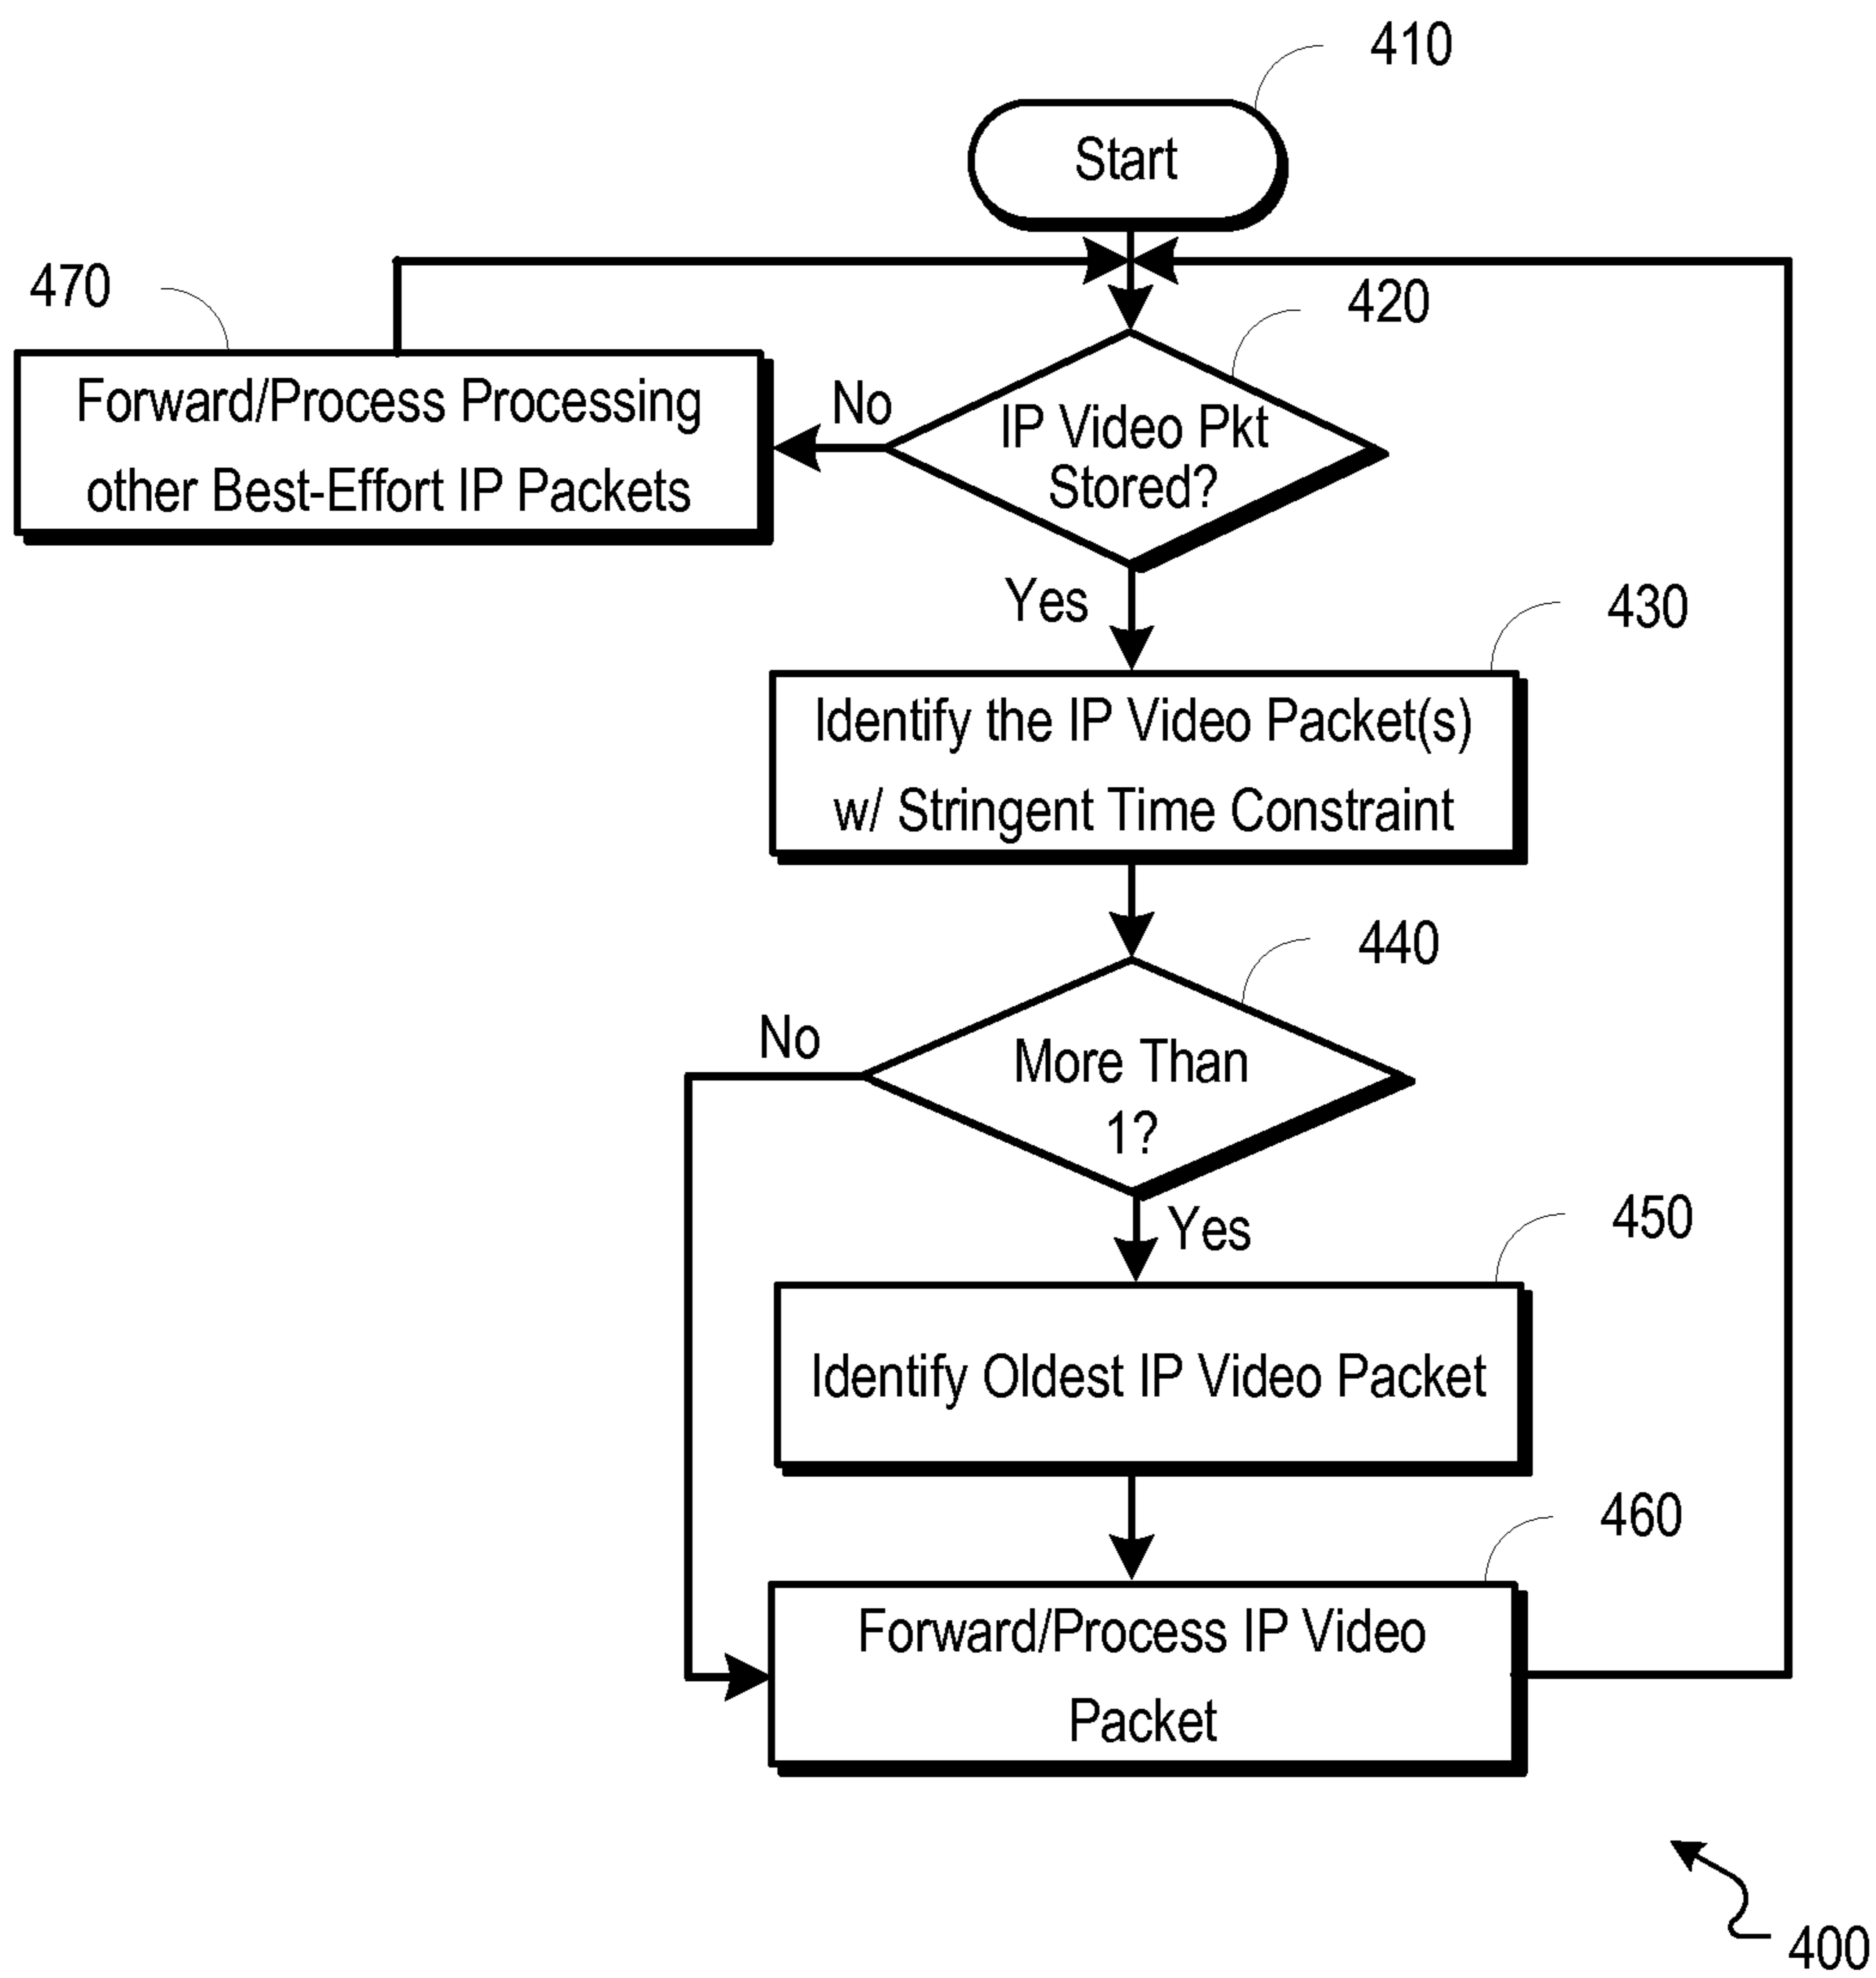 410
Start
470
420
Forward/Process Processing
other Best-Effort IP Packets
No
IP Video Pkt
Stored?
Yes
430
Identify the IP Video Packet(s)
w/ Stringent Time Constraint
440
No
More Than
1?
Yes
450
Identify Oldest IP Video Packet
460
Forward/Process IP Video
Packet
400